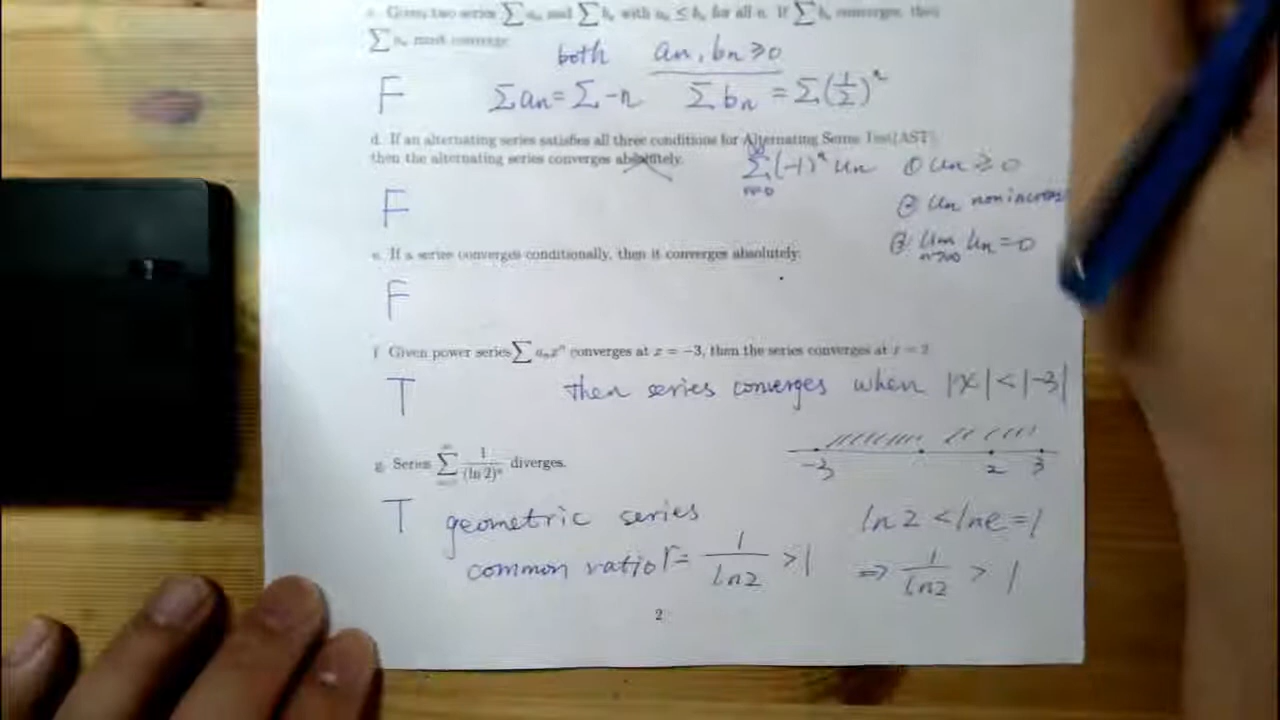 Given two series ∑ aₙ and ∑ bₙ with aₙ ≤ bₙ for all n. If ∑ bₙ converges, then
∑ aₙ must converge.
both aₙ, bₙ ≥ 0
F ∑ aₙ = ∑ -n ∑ bₙ = ∑ (1/2)ⁿ
d. If an alternating series satisfies all three conditions for Alternating Series Test(AST),
then the alternating series converges absolutely.
∑ₙ₌₀^∞ (-1)ⁿ uₙ ① uₙ ≥ 0
F ② uₙ nonincreas
③ lim n→∞ uₙ = 0
e. If a series converges conditionally, then it converges absolutely.
F
f. Given power series ∑ aₙxⁿ converges at x = −3, then the series converges at x = 2
T then series converges when |x| < |-3|
-3 2 3
g. Series ∑ 1/(ln 2)ⁿ diverges.
T geometric series ln2 < lne = 1
common ratio r = 1/ln2 > 1 ⇒ 1/ln2 > 1
2